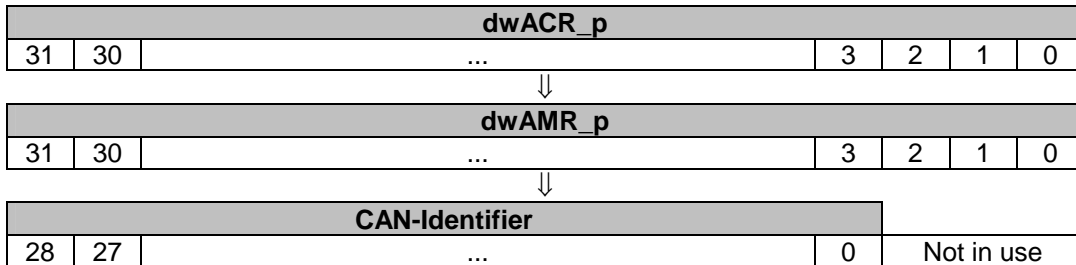 dwACR_p
31 30 ... 3 2 1 0
⇓
dwAMR_p
31 30 ... 3 2 1 0
⇓
CAN-Identifier
28 27 ... 0 Not in use